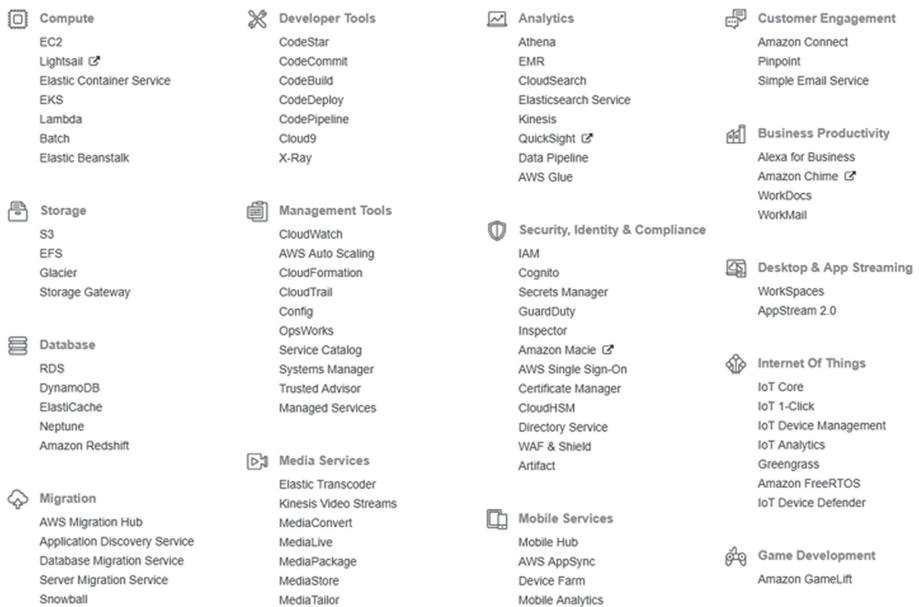 Compute
EC2
Lightsail
Elastic Container Service
EKS
Lambda
Batch
Elastic Beanstalk
Storage
S3
EFS
Glacier
Storage Gateway
Database
RDS
DynamoDB
ElastiCache
Neptune
Amazon Redshift
Migration
AWS Migration Hub
Application Discovery Service
Database Migration Service
Server Migration Service
Snowball
Developer Tools
CodeStar
CodeCommit
CodeBuild
CodeDeploy
CodePipeline
Cloud9
X-Ray
Management Tools
CloudWatch
AWS Auto Scaling
CloudFormation
CloudTrail
Config
OpsWorks
Service Catalog
Systems Manager
Trusted Advisor
Managed Services
Media Services
Elastic Transcoder
Kinesis Video Streams
MediaConvert
MediaLive
MediaPackage
MediaStore
MediaTailor
Analytics
Athena
EMR
CloudSearch
Elasticsearch Service
Kinesis
QuickSight
Data Pipeline
AWS Glue
Security, Identity & Compliance
IAM
Cognito
Secrets Manager
GuardDuty
Inspector
Amazon Macie
AWS Single Sign-On
Certificate Manager
CloudHSM
Directory Service
WAF & Shield
Artifact
Mobile Services
Mobile Hub
AWS AppSync
Device Farm
Mobile Analytics
Customer Engagement
Amazon Connect
Pinpoint
Simple Email Service
Business Productivity
Alexa for Business
Amazon Chime
WorkDocs
WorkMail
Desktop & App Streaming
WorkSpaces
AppStream 2.0
Internet Of Things
IoT Core
IoT 1-Click
IoT Device Management
IoT Analytics
Greengrass
Amazon FreeRTOS
IoT Device Defender
Game Development
Amazon GameLift